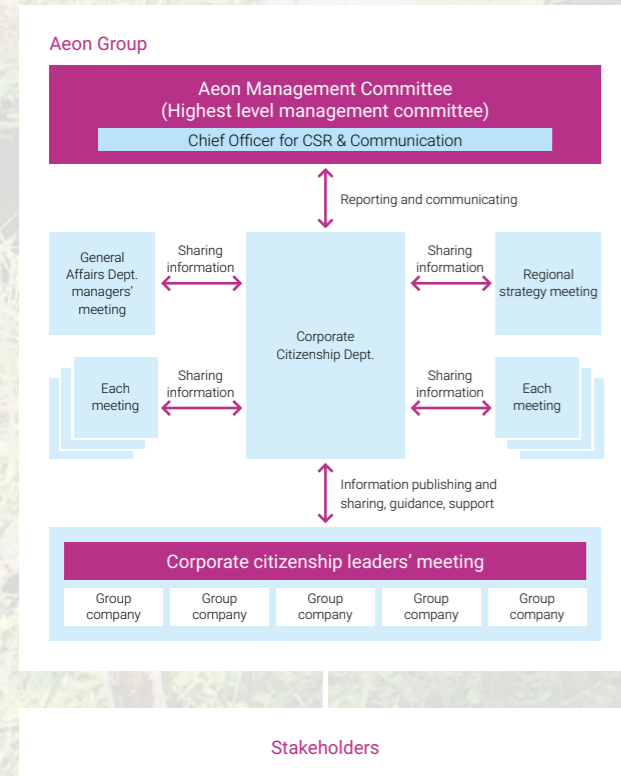 Aeon Group
Aeon Management Committee
(Highest level management committee)
Chief Officer for CSR & Communication
Reporting and communicating
General
Affairs Dept.
managers’
meeting
Sharing
information
Corporate
Citizenship Dept.
Sharing
information
Regional
strategy meeting
Each
meeting
Sharing
information
Sharing
information
Each
meeting
Information publishing and
sharing, guidance, support
Corporate citizenship leaders’ meeting
Group
company
Group
company
Group
company
Group
company
Group
company
Stakeholders